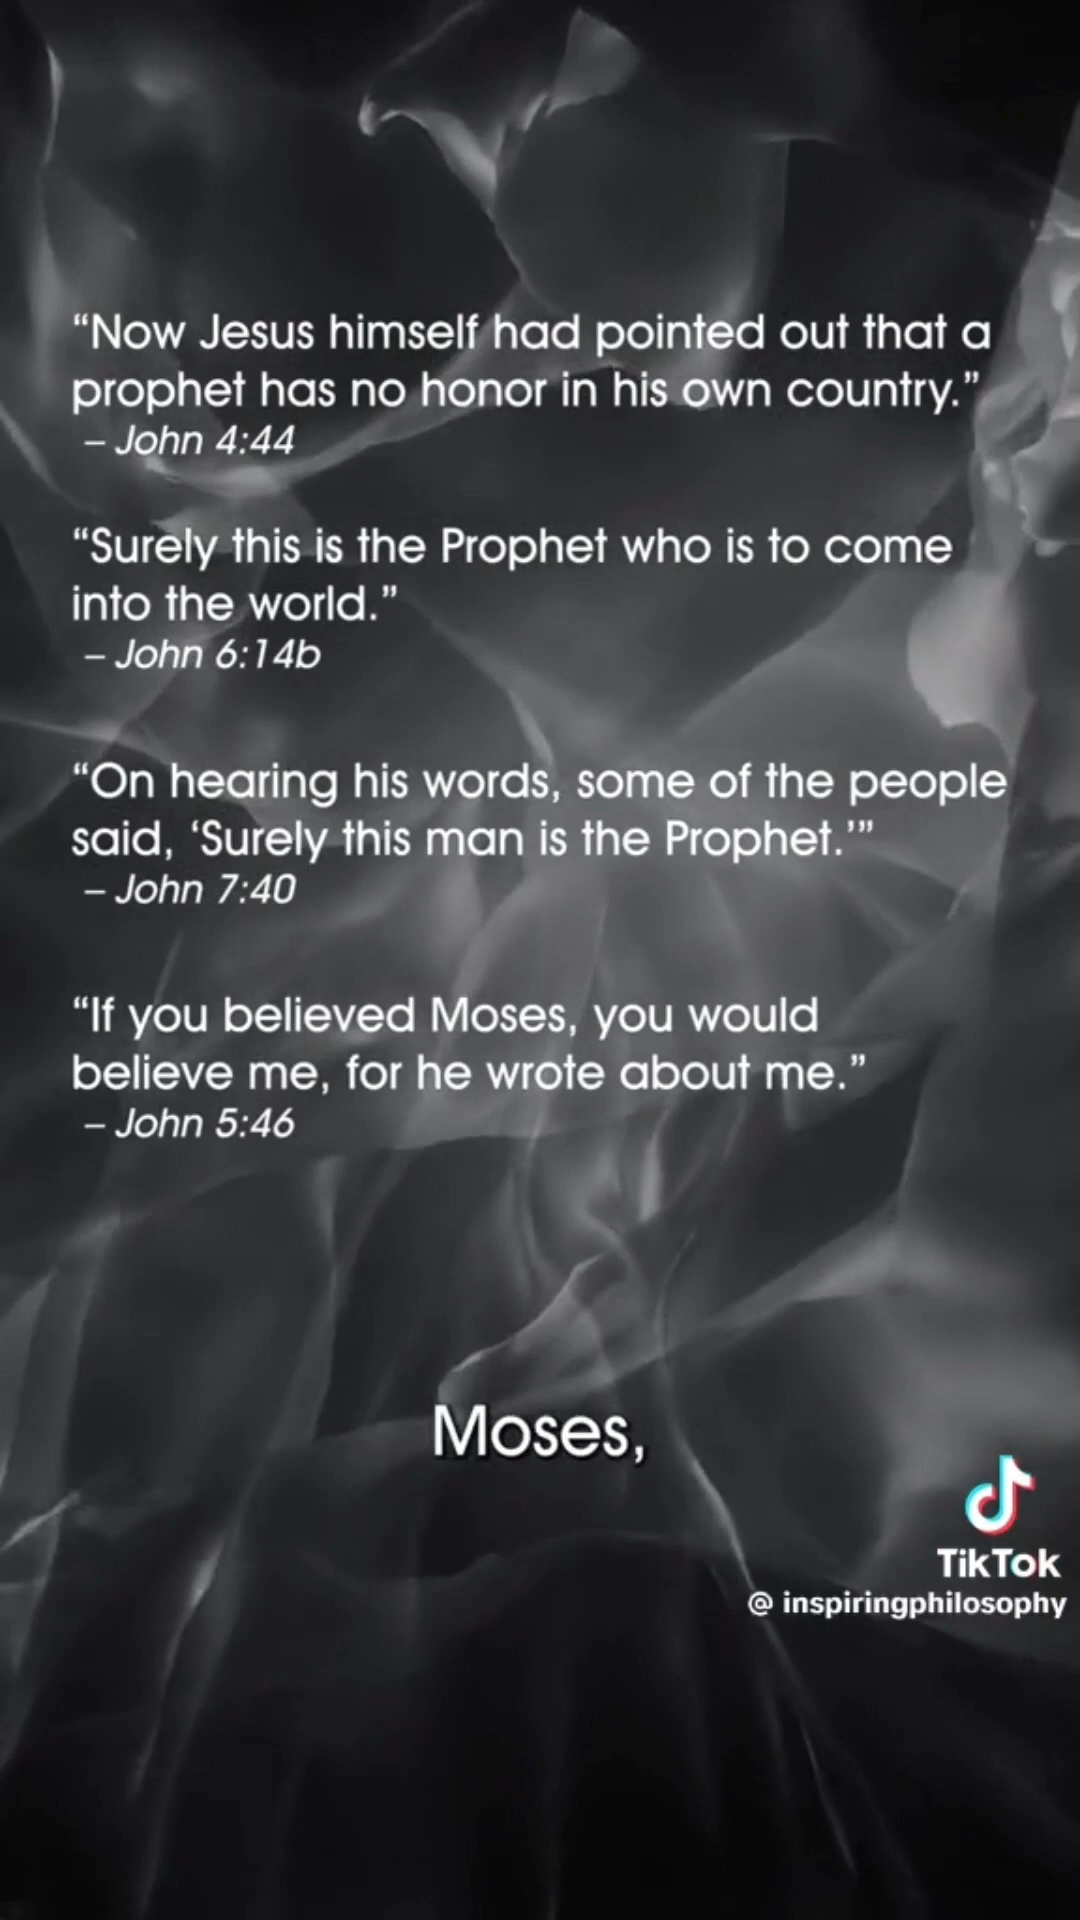 “Now Jesus himself had pointed out that a
prophet has no honor in his own country.”
– John 4:44
“Surely this is the Prophet who is to come
into the world.”
– John 6:14b
“On hearing his words, some of the people
said, ‘Surely this man is the Prophet.’”
– John 7:40
“If you believed Moses, you would
believe me, for he wrote about me.”
– John 5:46
Moses,
TikTok
@ inspiringphilosophy